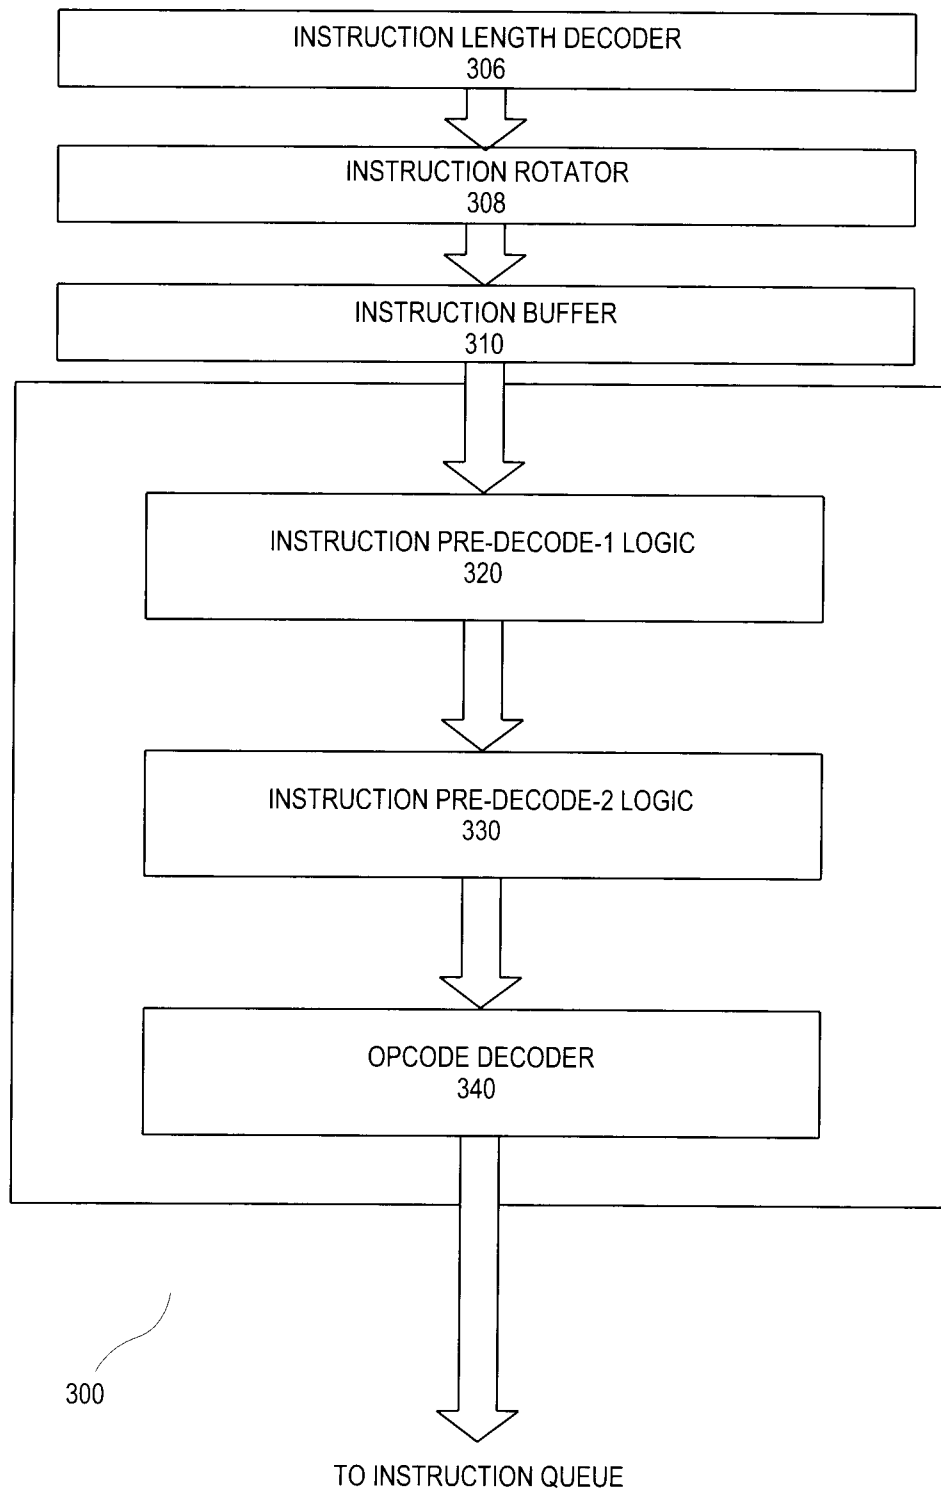 INSTRUCTION LENGTH DECODER
306
INSTRUCTION ROTATOR
308
INSTRUCTION BUFFER
310
INSTRUCTION PRE-DECODE-1 LOGIC
320
INSTRUCTION PRE-DECODE-2 LOGIC
330
OPCODE DECODER
340
300
TO INSTRUCTION QUEUE